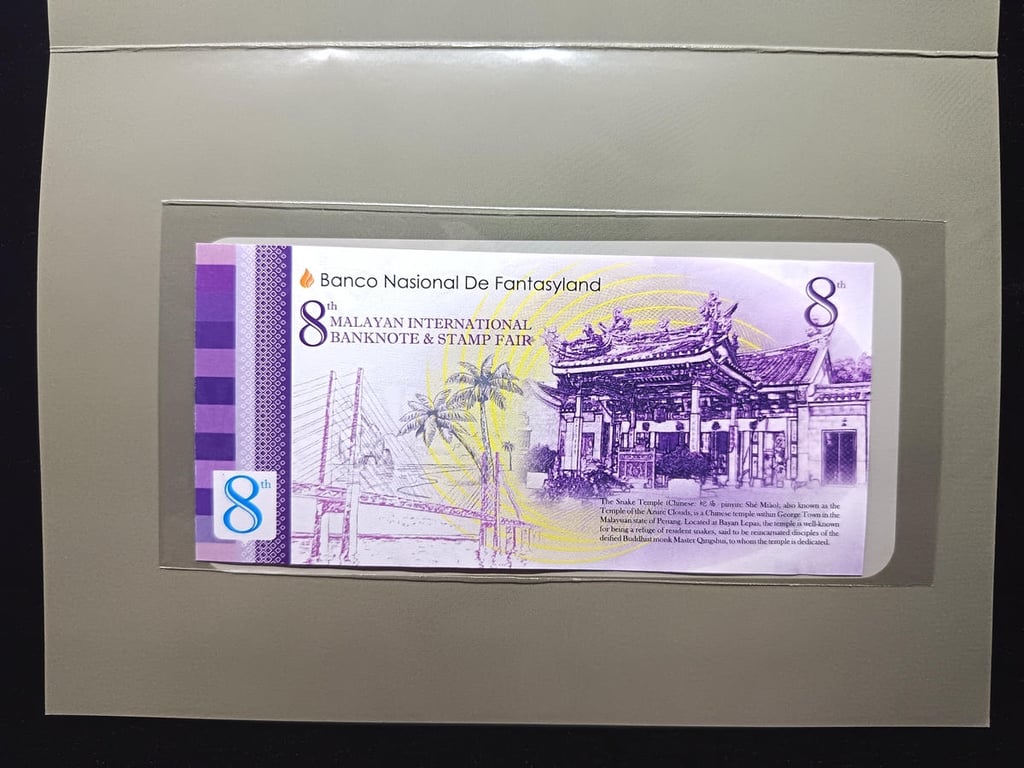 Banco Nasional De Fantasyland
8th
MALAYAN INTERNATIONAL
BANKNOTE & STAMP FAIR
8th
8th
The Snake Temple (Chinese: 蛇 庙 pinyin: Shé Miào), also known as the
Temple of the Azure Clouds, is a Chinese temple within George Town in the
Malaysian state of Penang. Located at Bayan Lepas, the temple is well-known
for being a refuge of resident snakes, said to be reincarnated disciples of the
deified Buddhist monk Master Qingshui, to whom the temple is dedicated.